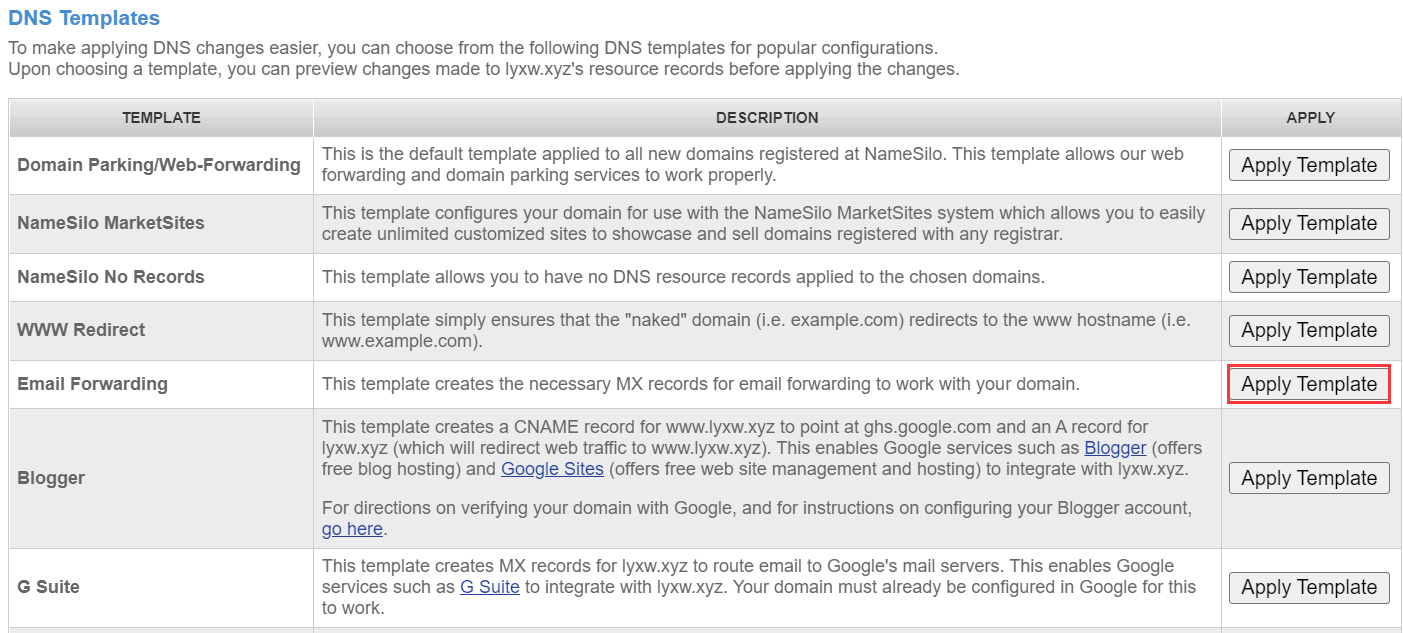 DNS Templates
To make applying DNS changes easier, you can choose from the following DNS templates for popular configurations.
Upon choosing a template, you can preview changes made to lyxw.xyz's resource records before applying the changes.
TEMPLATE DESCRIPTION APPLY
Domain Parking/Web-Forwarding
This is the default template applied to all new domains registered at NameSilo. This template allows our web
forwarding and domain parking services to work properly.
Apply Template
NameSilo MarketSites
This template configures your domain for use with the NameSilo MarketSites system which allows you to easily
create unlimited customized sites to showcase and sell domains registered with any registrar.
Apply Template
NameSilo No Records
This template allows you to have no DNS resource records applied to the chosen domains.
Apply Template
WWW Redirect
This template simply ensures that the "naked" domain (i.e. example.com) redirects to the www hostname (i.e.
www.example.com).
Apply Template
Email Forwarding
This template creates the necessary MX records for email forwarding to work with your domain.
Apply Template
Blogger
This template creates a CNAME record for www.lyxw.xyz to point at ghs.google.com and an A record for
lyxw.xyz (which will redirect web traffic to www.lyxw.xyz). This enables Google services such as Blogger (offers
free blog hosting) and Google Sites (offers free web site management and hosting) to integrate with lyxw.xyz.
For directions on verifying your domain with Google, and for instructions on configuring your Blogger account,
go here.
Apply Template
G Suite
This template creates MX records for lyxw.xyz to route email to Google's mail servers. This enables Google
services such as G Suite to integrate with lyxw.xyz. Your domain must already be configured in Google for this
to work.
Apply Template